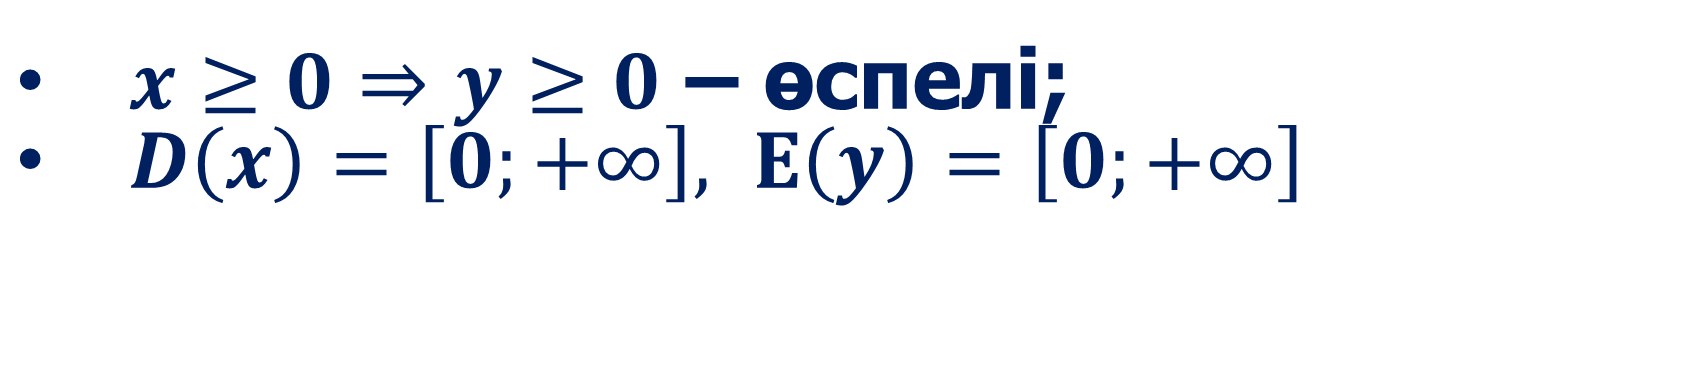 • x ≥ 0 ⇒ y ≥ 0 − өспелі;
• D(x) = [0; +∞], E(y) = [0; +∞]